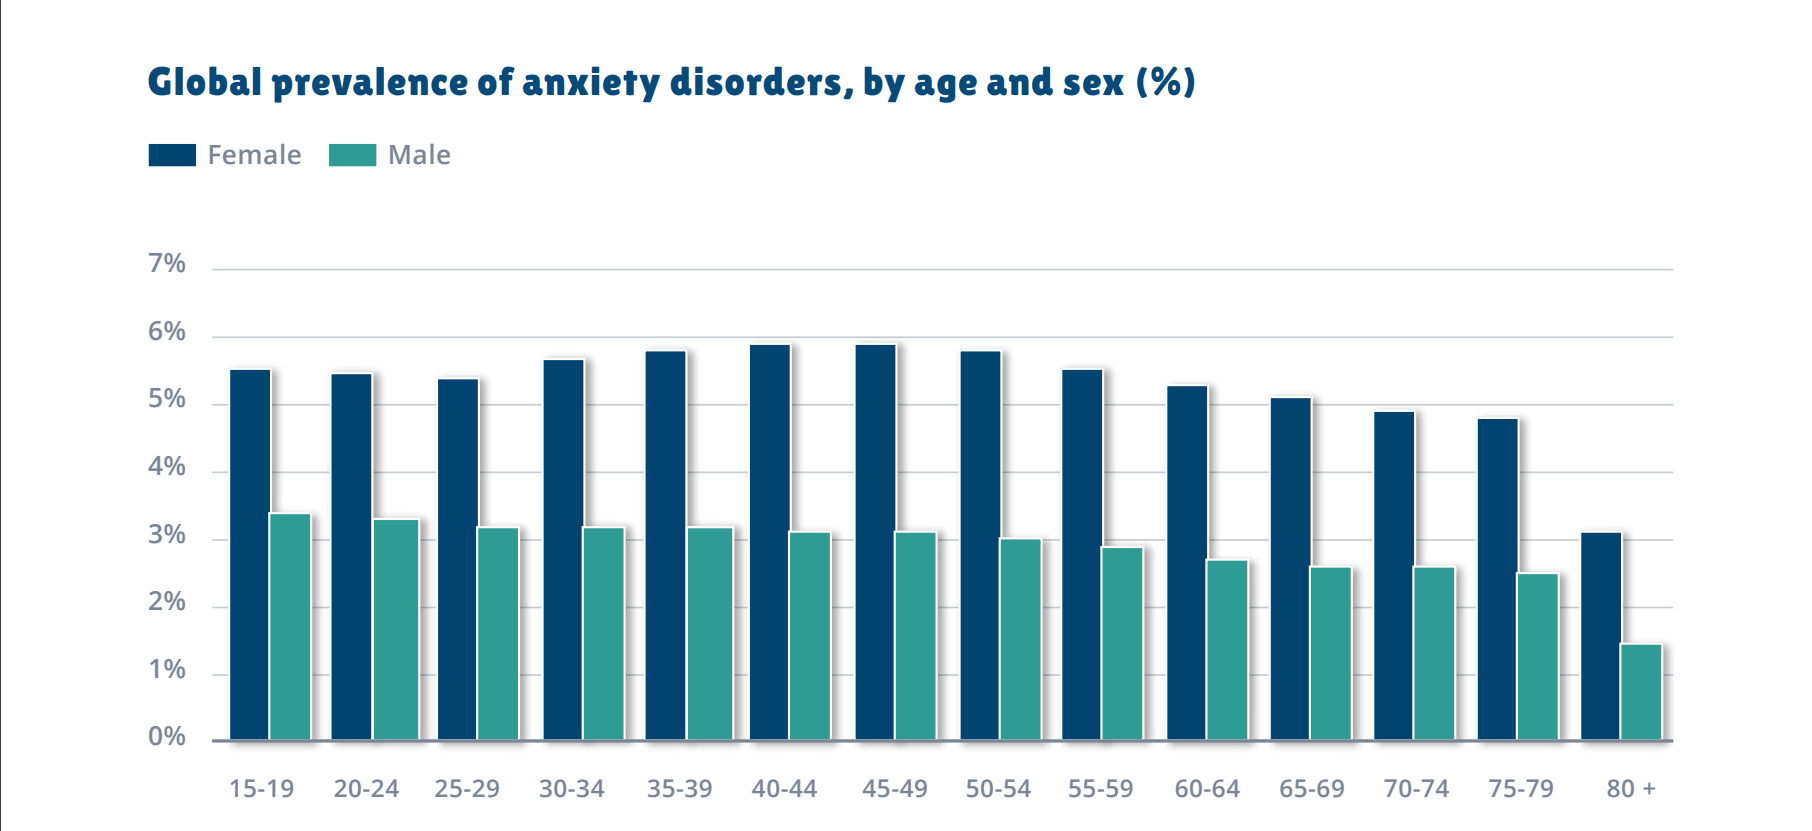 Global prevalence of anxiety disorders, by age and sex (%)
Female Male
7%
6%
5%
4%
3%
2%
1%
0%
15-19 20-24 25-29 30-34 35-39 40-44 45-49 50-54 55-59 60-64 65-69 70-74 75-79 80 +